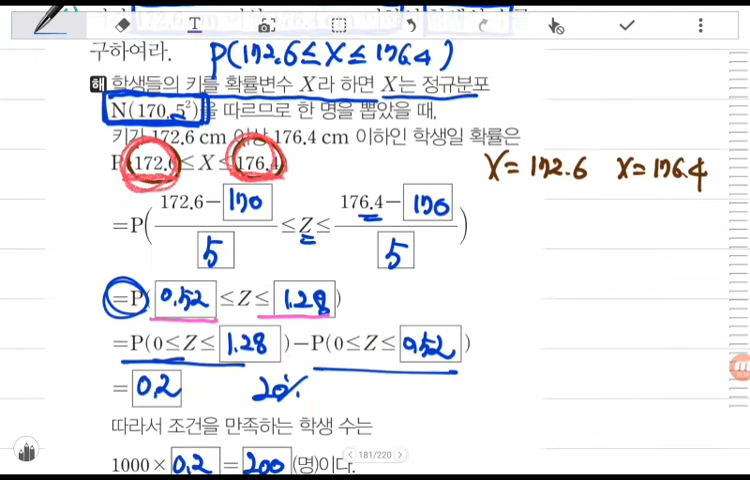 구하여라. P(172.6≤X≤176.4)
해 학생들의 키를 확률변수 X라 하면 X는 정규분포
N(170, 5²)을 따르므로 한 명을 뽑았을 때,
키가 172.6 cm 이상 176.4 cm 이하인 학생일 확률은
P(172.6≤X≤176.4) X=172.6 X=176.4
=P(172.6-170/5 ≤Z≤ 176.4-170/5)
=P(0.52≤Z≤1.28)
=P(0≤Z≤1.28)-P(0≤Z≤0.52)
=0.2 20%
따라서 조건을 만족하는 학생 수는
181/220
1000×0.2=200(명)이다.